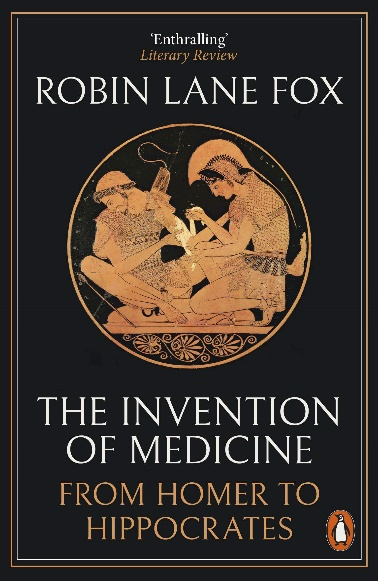 ‘Enthralling’
Literary Review
ROBIN LANE FOX
THE INVENTION
OF MEDICINE
FROM HOMER TO
HIPPOCRATES